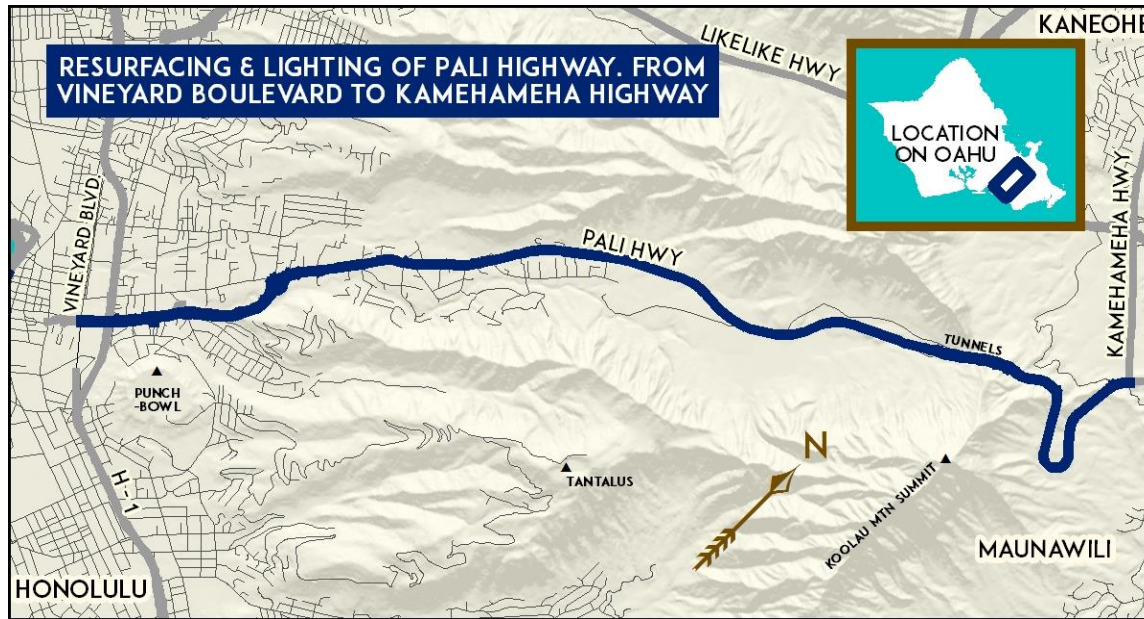 KANEOHE
LIKELIKE HWY
RESURFACING & LIGHTING OF PALI HIGHWAY. FROM
VINEYARD BOULEVARD TO KAMEHAMEHA HIGHWAY
LOCATION
ON OAHU
KAMEHAMEHA HWY
VINEYARD BLVD
PALI HWY
TUNNELS
PUNCH
-BOWL
N
TANTALUS
KOOLAU MTN SUMMIT
H-1
MAUNAWILI
HONOLULU